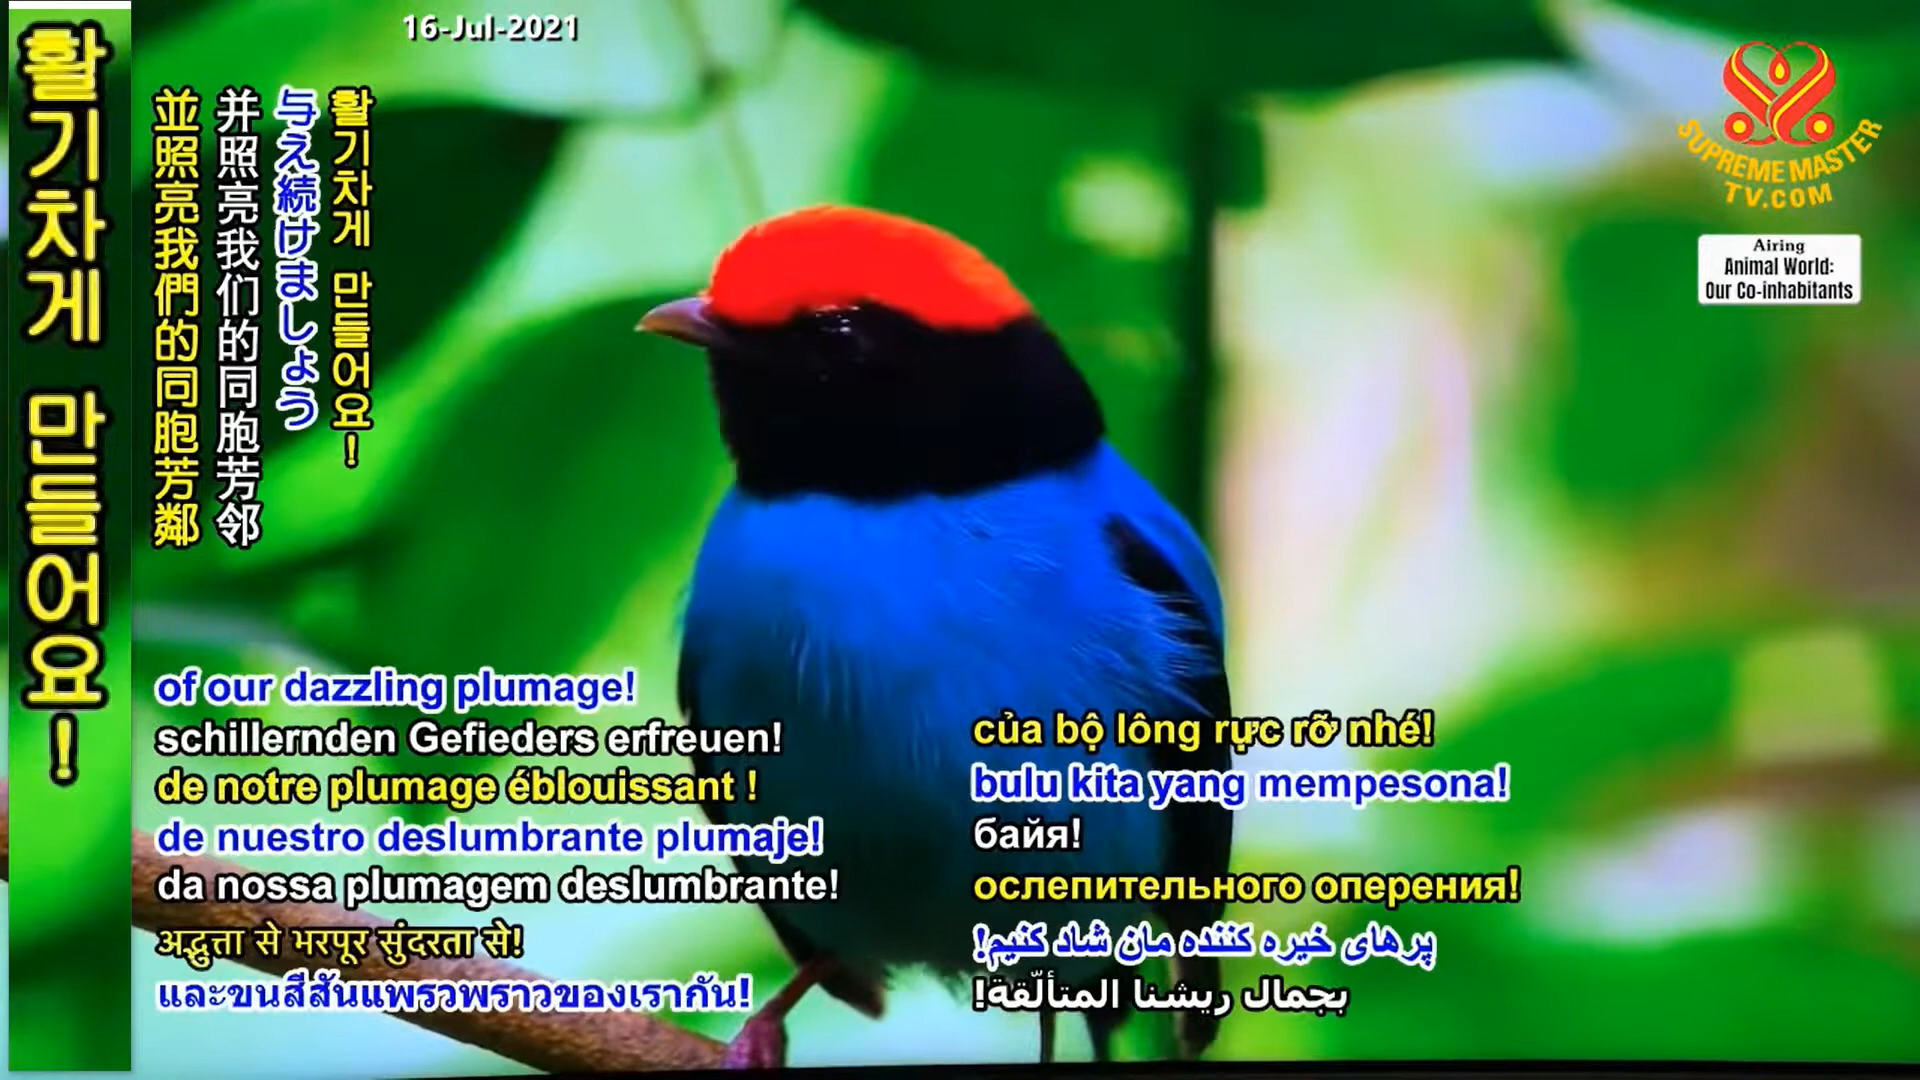 16-Jul-2021
활기차게 만들어요!
並照亮我們的同胞芳鄰
并照亮我们的同胞芳邻
与え続けましょう
활기차게 만들어요!
SUPREME MASTER
TV.COM
Airing
Animal World:
Our Co-inhabitants
of our dazzling plumage!
schillernden Gefieders erfreuen!
de notre plumage éblouissant !
de nuestro deslumbrante plumaje!
da nossa plumagem deslumbrante!
अद्भुत्ता से भरपूर सुंदरता से!
และขนสีสันแพรวพราวของเรากัน!
của bộ lông rực rỡ nhé!
bulu kita yang mempesona!
байя!
ослепительного оперения!
پرهای خیره کننده مان شاد کنیم!
بجمال ريشنا المتألّقة!